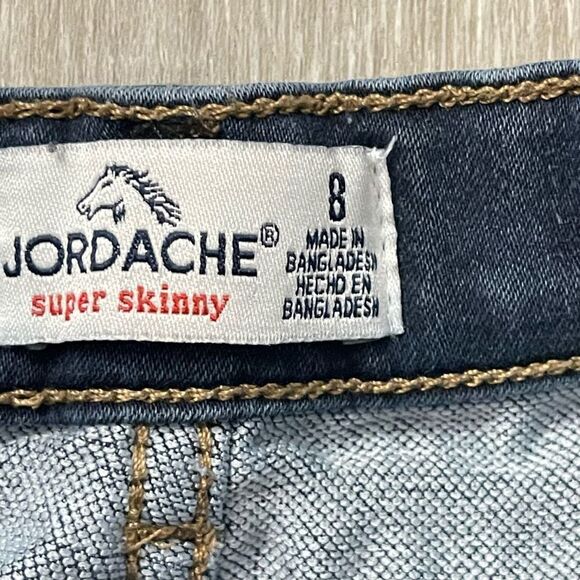 JORDACHE®
super skinny
8
MADE IN
BANGLADESH
HECHO EN
BANGLADESH